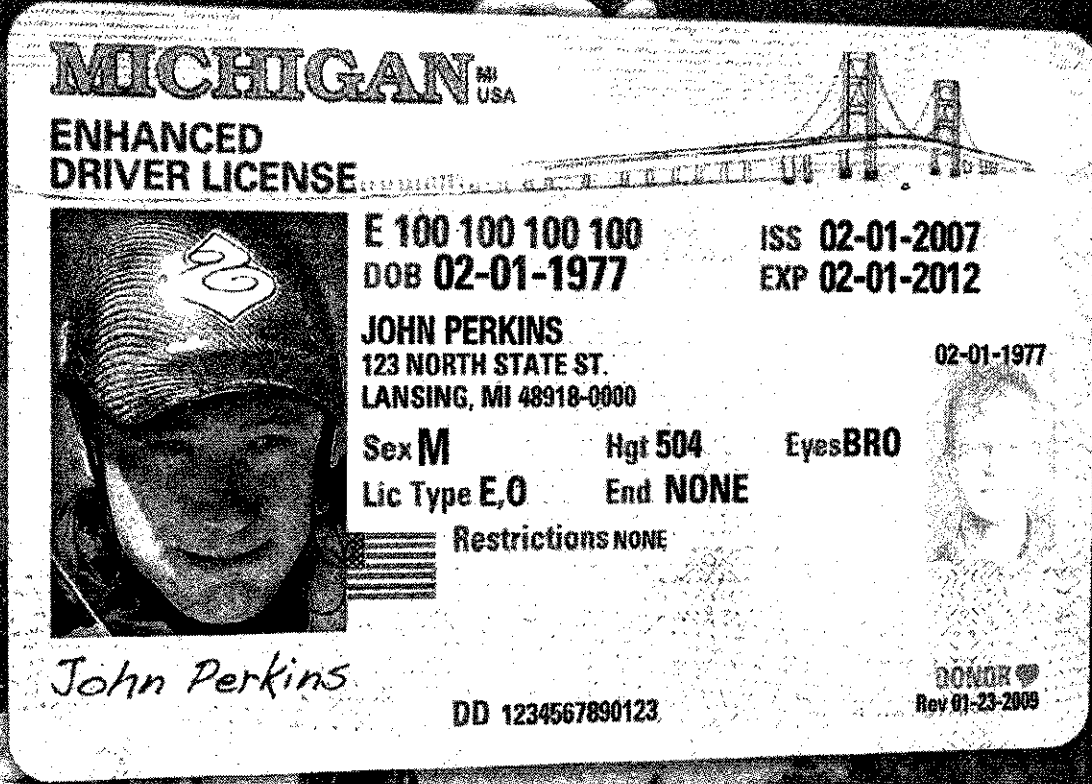 MICHIGAN MI USA
ENHANCED
DRIVER LICENSE
E 100 100 100 100
ISS 02-01-2007
DOB 02-01-1977
EXP 02-01-2012
JOHN PERKINS
123 NORTH STATE ST.
LANSING, MI 48918-0000
02-01-1977
Sex M Hgt 504 Eyes BRO
Lic Type E,O End NONE
Restrictions NONE
John Perkins
DONOR
Rev 01-23-2009
DD 1234567890123